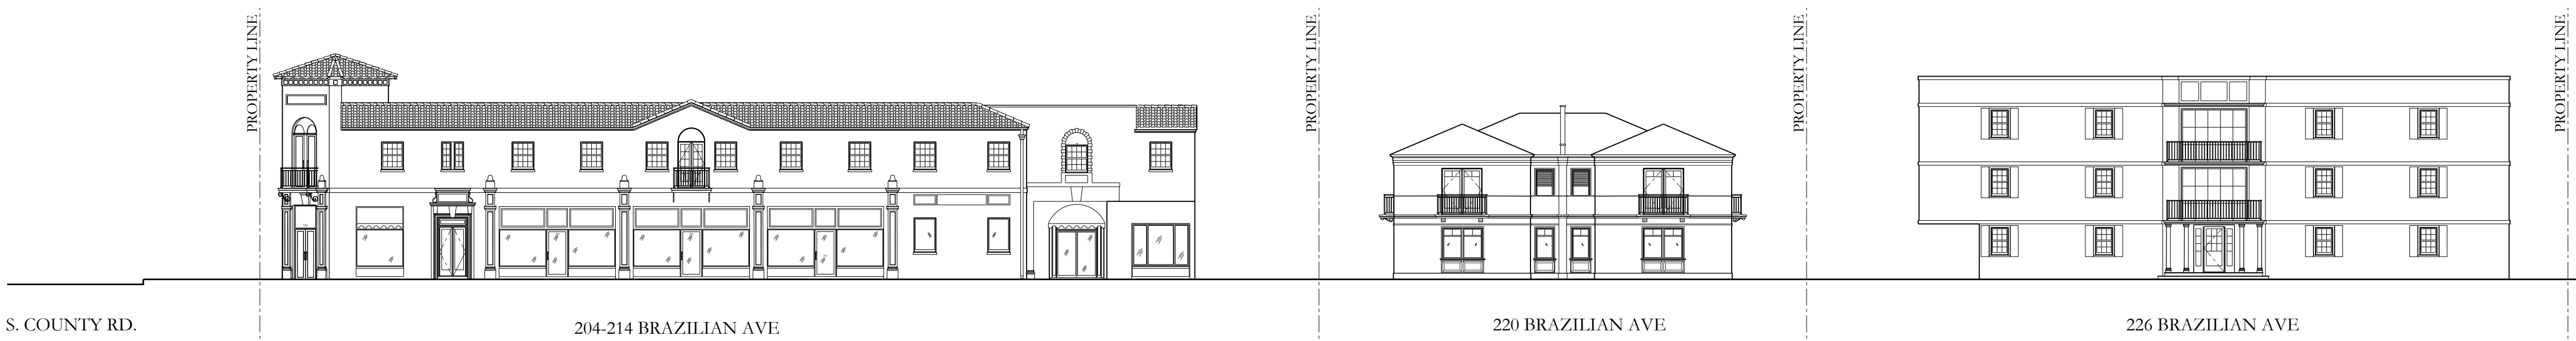 PROPERTY LINE
PROPERTY LINE
PROPERTY LINE
PROPERTY LINE
S. COUNTY RD.
204-214 BRAZILIAN AVE
220 BRAZILIAN AVE
226 BRAZILIAN AVE